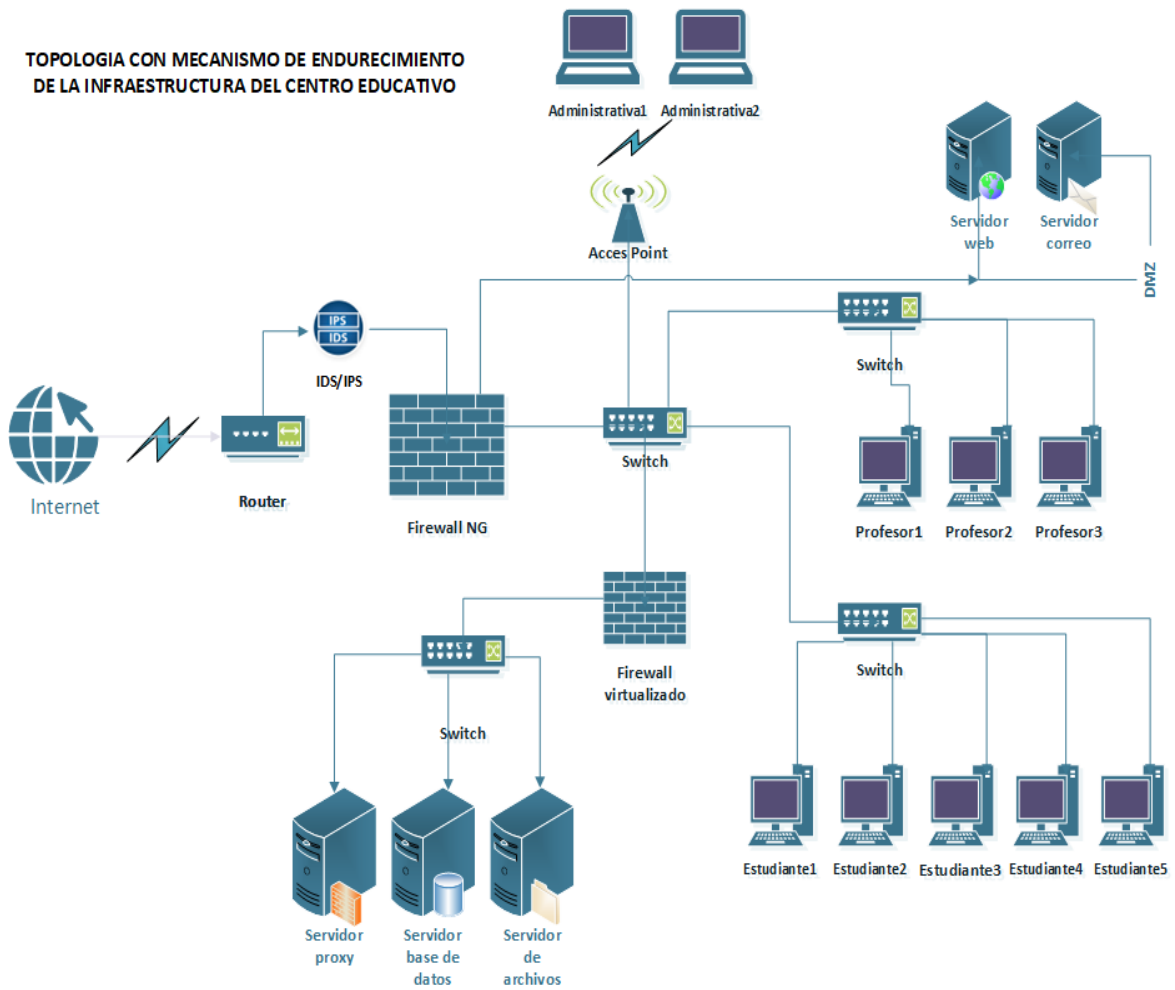 TOPOLOGIA CON MECANISMO DE ENDURECIMIENTO
DE LA INFRAESTRUCTURA DEL CENTRO EDUCATIVO
Administrativa1
Administrativa2
Acces Point
Servidor
web
Servidor
correo
DMZ
IPS
IDS
IDS/IPS
Switch
Internet
Router
Firewall NG
Switch
Profesor1
Profesor2
Profesor3
Firewall
virtualizado
Switch
Switch
Estudiante1
Estudiante2
Estudiante3
Estudiante4
Estudiante5
Servidor
proxy
Servidor
base de
datos
Servidor
de
archivos